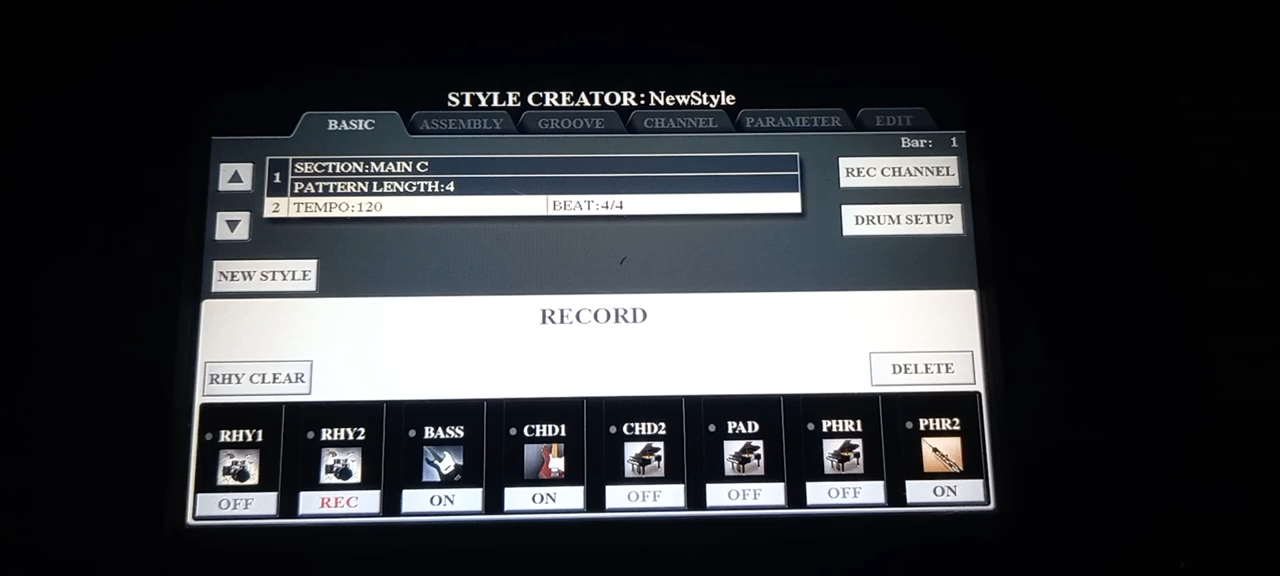 STYLE CREATOR:NewStyle
BASIC ASSEMBLY GROOVE CHANNEL PARAMETER EDIT
Bar: 1
1 SECTION:MAIN C
PATTERN LENGTH:4
2 TEMPO:120 BEAT:4/4
REC CHANNEL
DRUM SETUP
NEW STYLE
RECORD
RHY CLEAR
DELETE
RHY1 RHY2 BASS CHD1 CHD2 PAD PHR1 PHR2
OFF REC ON ON OFF OFF OFF ON